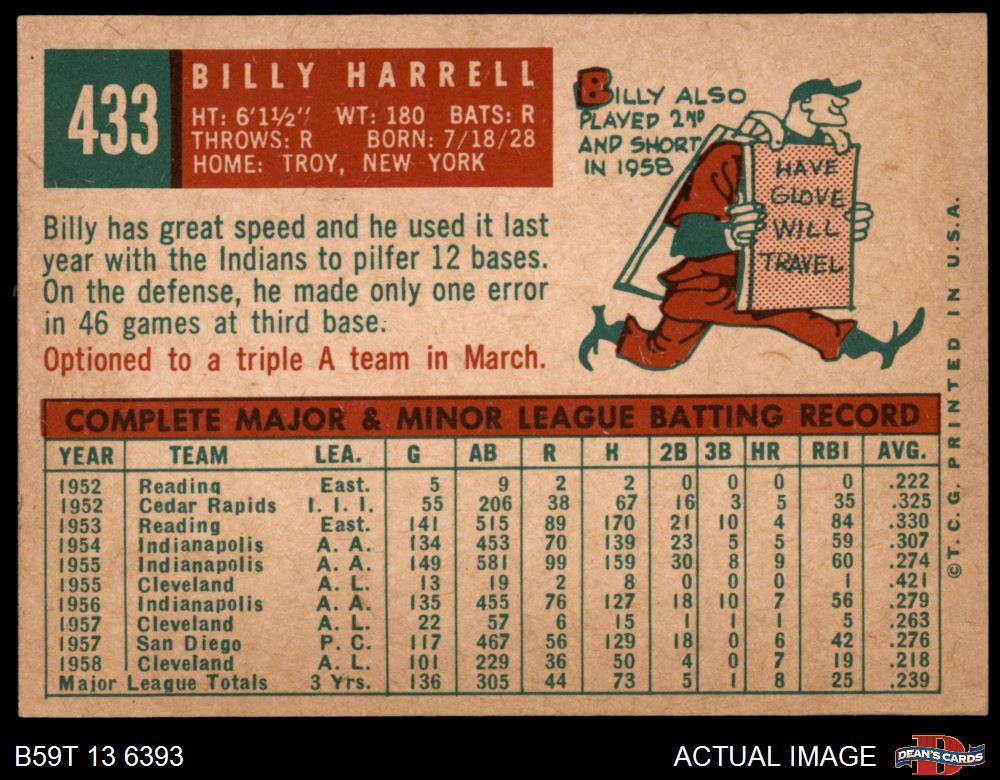 433
BILLY HARRELL
HT: 6'1½" WT: 180 BATS: R
THROWS: R BORN: 7/18/28
HOME: TROY, NEW YORK
BILLY ALSO
PLAYED 2ND
AND SHORT
IN 1958
HAVE
GLOVE
WILL
TRAVEL
Billy has great speed and he used it last
year with the Indians to pilfer 12 bases.
On the defense, he made only one error
in 46 games at third base.
Optioned to a triple A team in March.
COMPLETE MAJOR & MINOR LEAGUE BATTING RECORD
YEAR TEAM LEA. G AB R H 2B 3B HR RBI AVG.
1952 Reading East. 5 9 2 2 0 0 0 0 .222
1952 Cedar Rapids I. I. I. 55 206 38 67 16 3 5 35 .325
1953 Reading East. 141 515 89 170 21 10 4 84 .330
1954 Indianapolis A. A. 134 453 70 139 23 5 5 59 .307
1955 Indianapolis A. A. 149 581 99 159 30 8 9 60 .274
1955 Cleveland A. L. 13 19 2 8 0 0 0 1 .421
1956 Indianapolis A. A. 135 455 76 127 18 10 7 56 .279
1957 Cleveland A. L. 22 57 6 15 1 1 1 5 .263
1957 San Diego P. C. 117 467 56 129 18 0 6 42 .276
1958 Cleveland A. L. 101 229 36 50 4 0 7 19 .218
Major League Totals 3 Yrs. 136 305 44 73 5 1 8 25 .239
©T. C. G. PRINTED IN U.S.A.
B59T 13 6393
ACTUAL IMAGE
D
DEAN'S CARDS